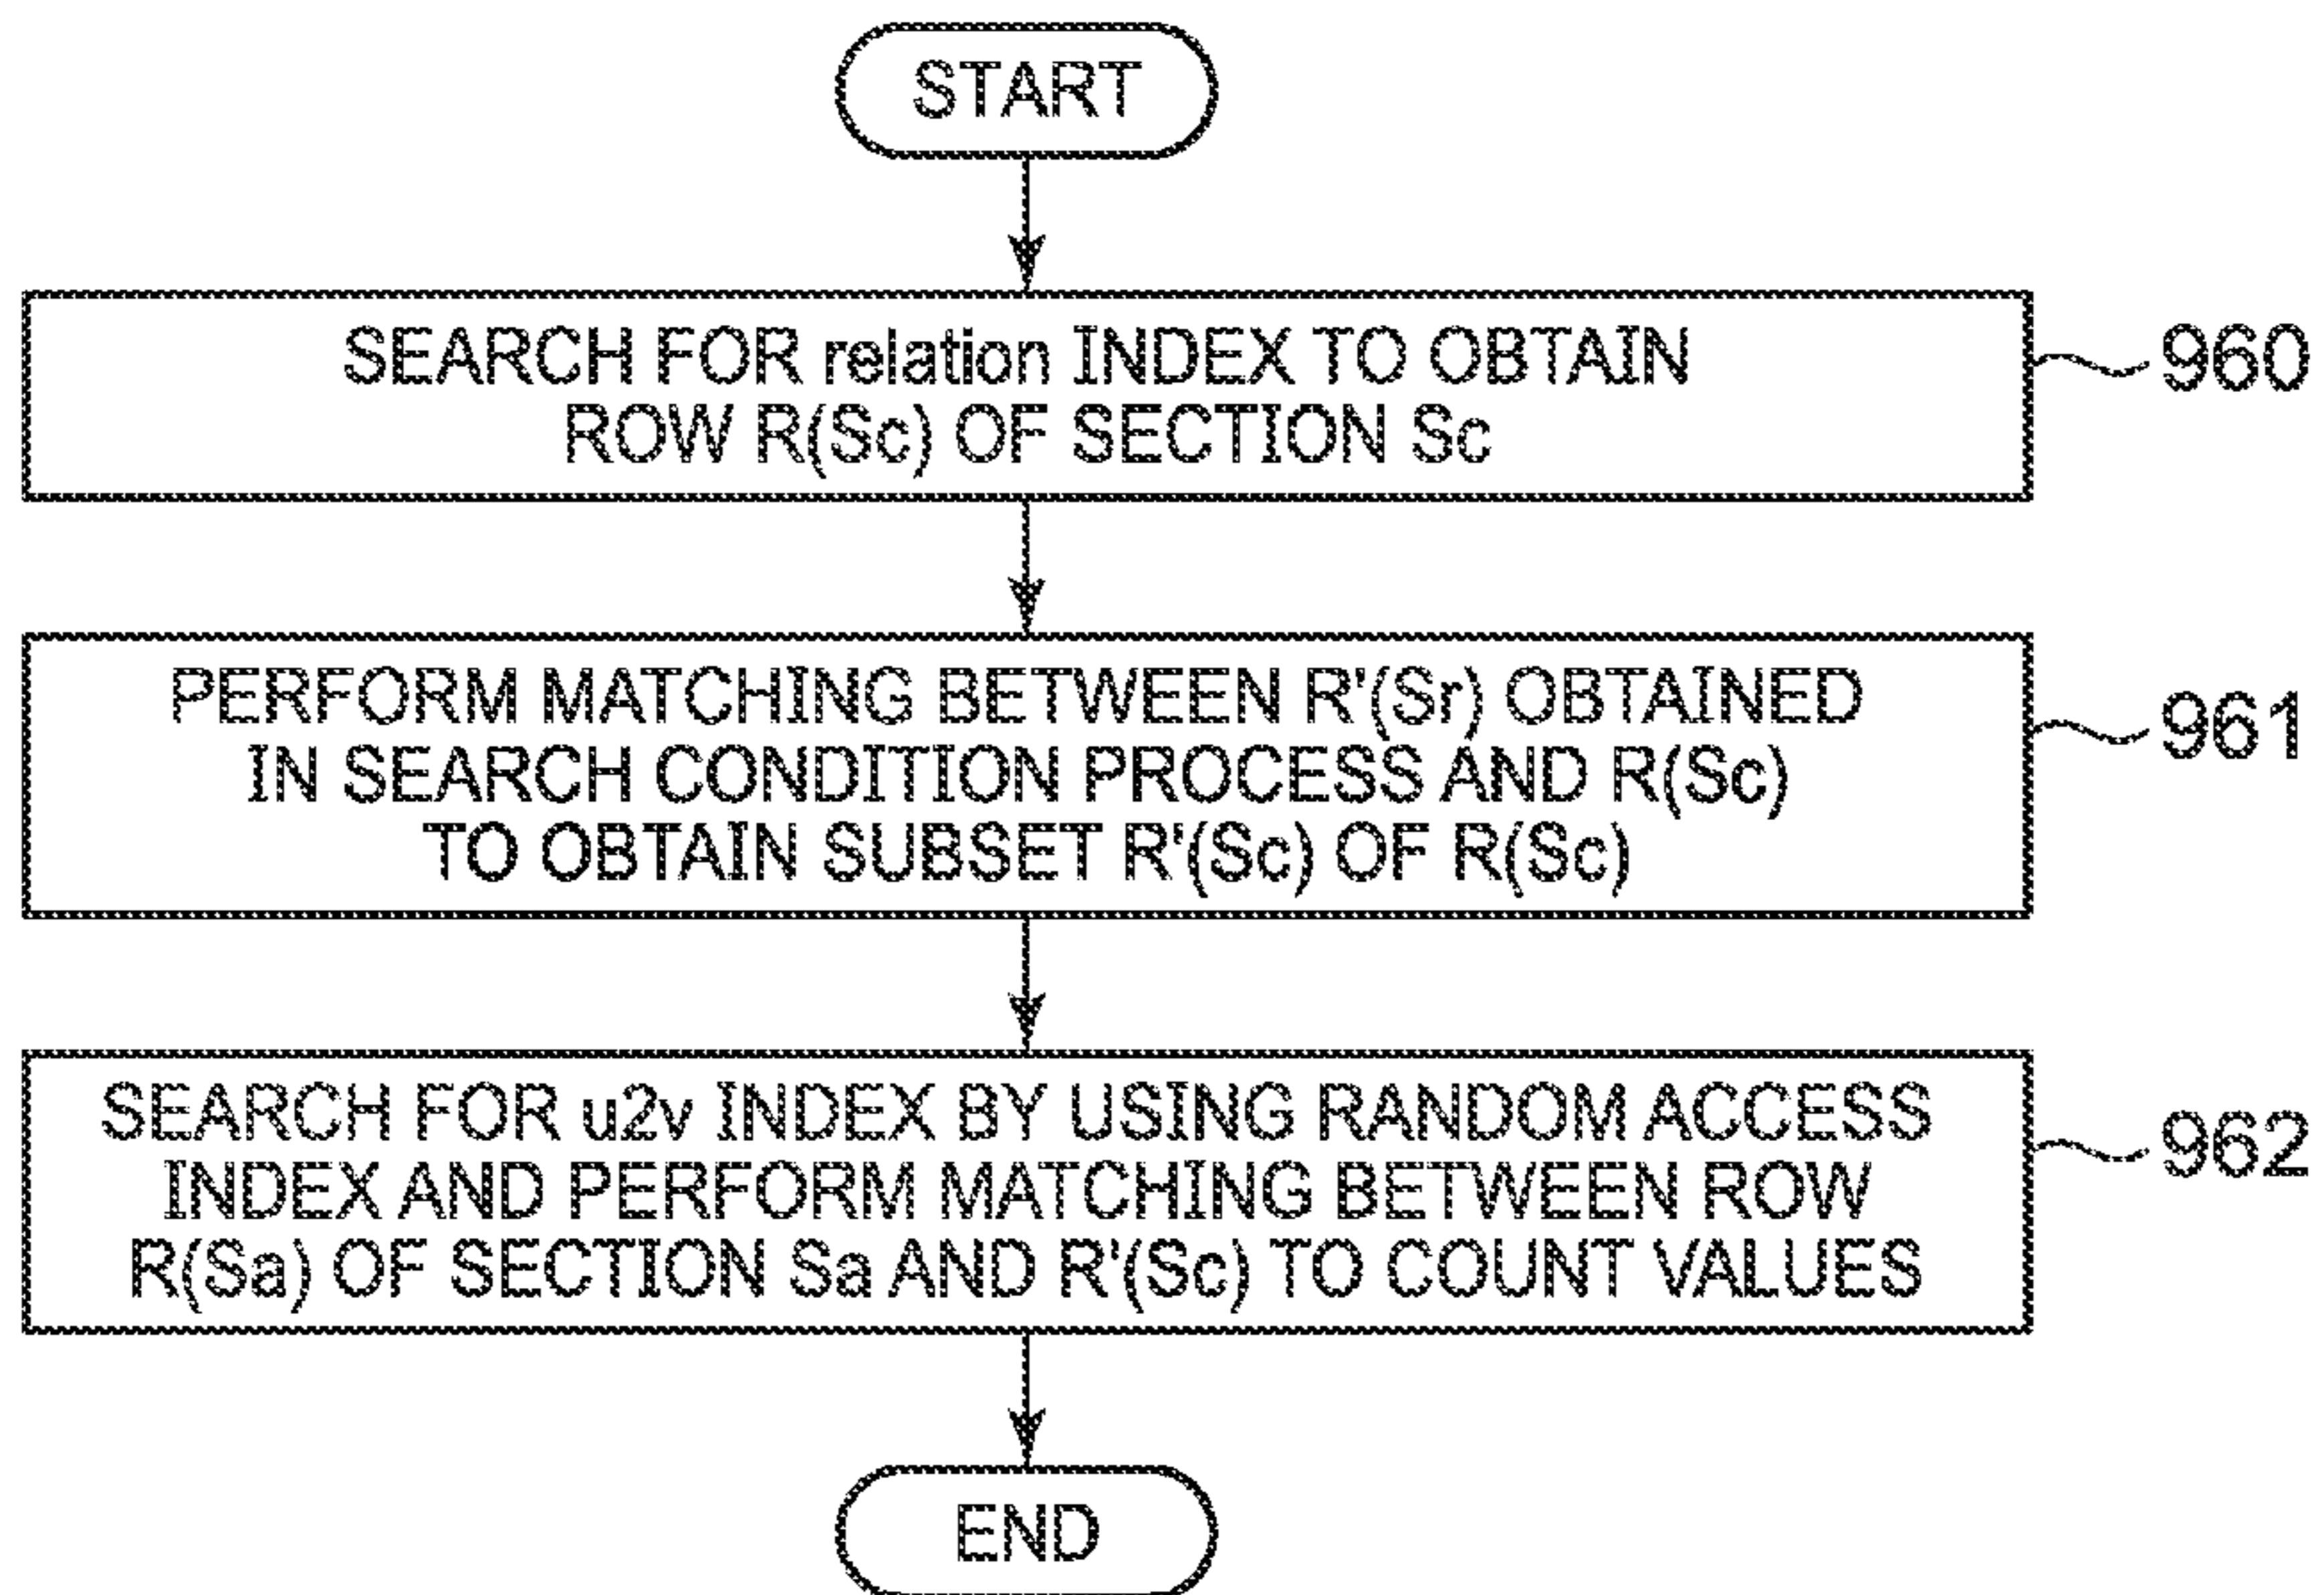 START
SEARCH FOR relation INDEX TO OBTAIN
ROW R(Sc) OF SECTION Sc
960
PERFORM MATCHING BETWEEN R'(Sr) OBTAINED
IN SEARCH CONDITION PROCESS AND R(Sc)
TO OBTAIN SUBSET R'(Sc) OF R(Sc)
961
SEARCH FOR u2v INDEX BY USING RANDOM ACCESS
INDEX AND PERFORM MATCHING BETWEEN ROW
R(Sa) OF SECTION Sa AND R'(Sc) TO COUNT VALUES
962
END